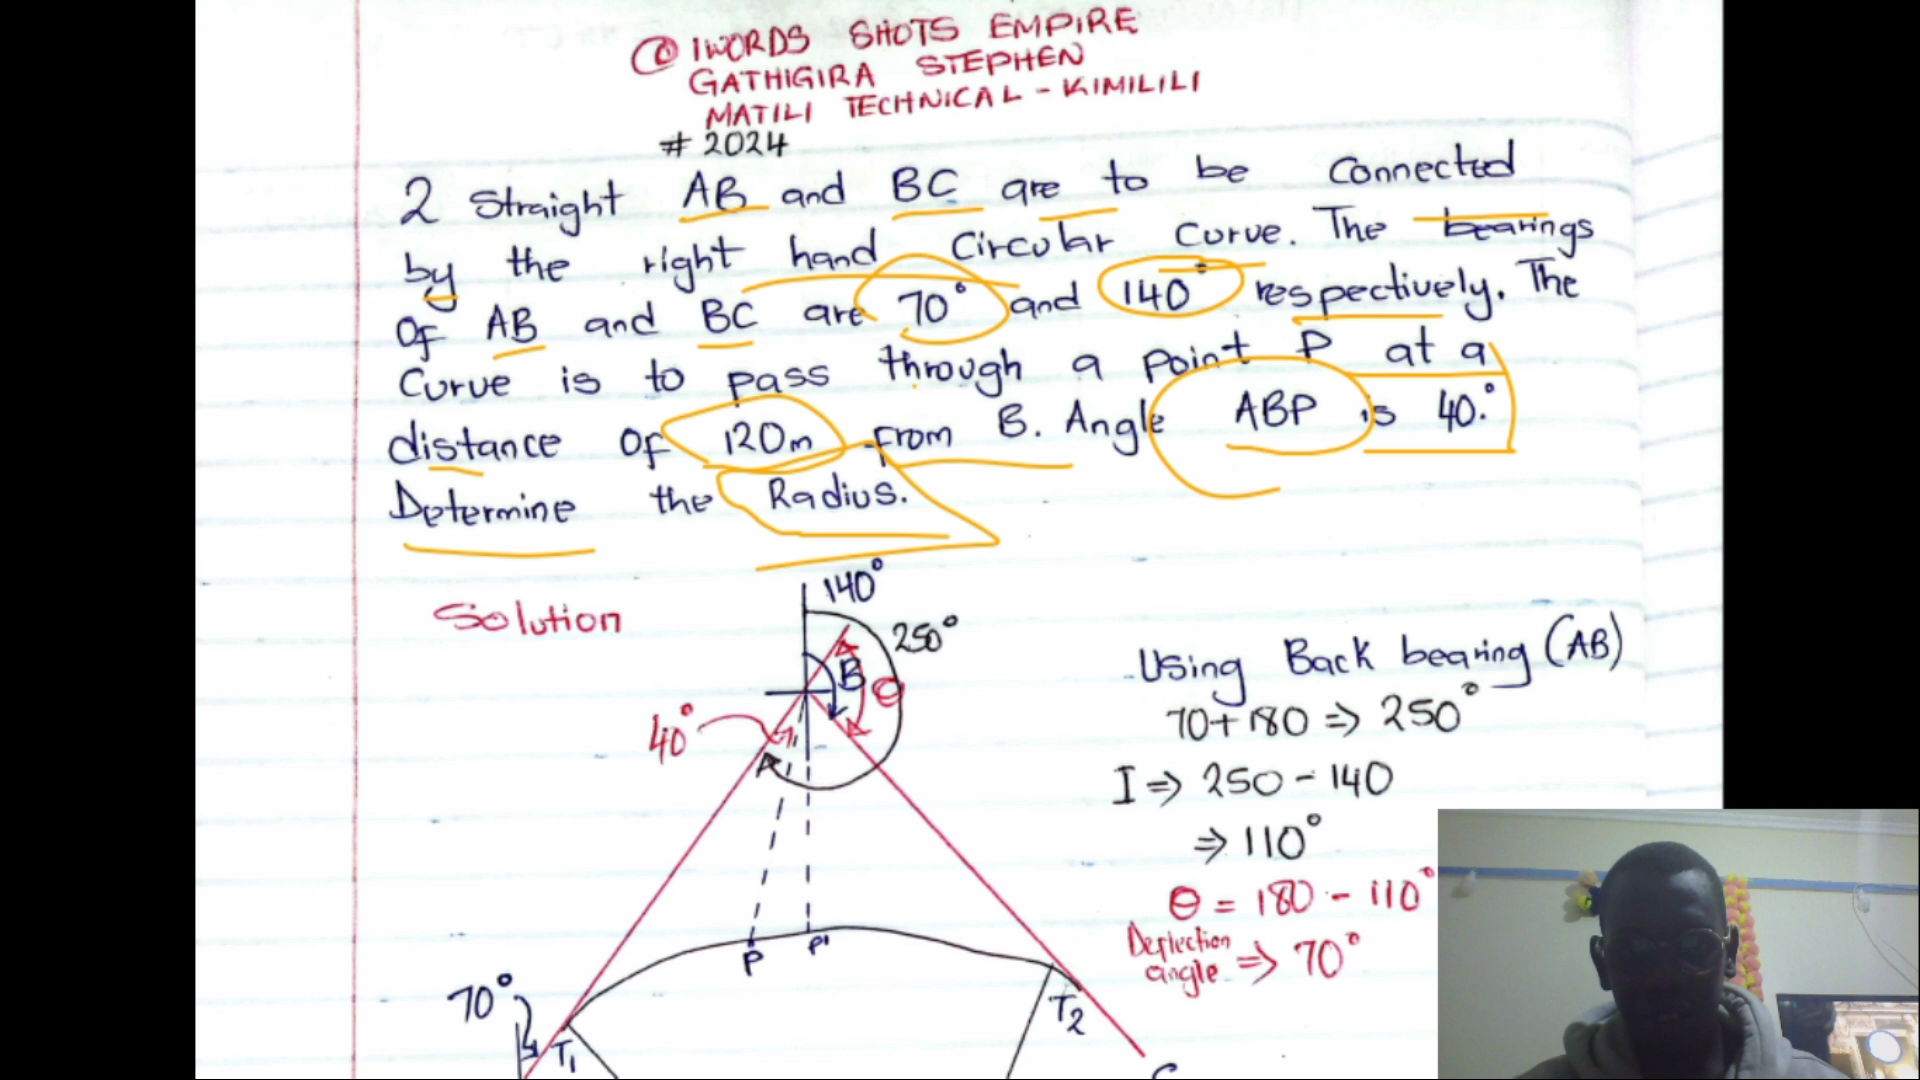 @ IWORDS SHOTS EMPIRE
GATHIGIRA STEPHEN
MATILI TECHNICAL - KIMILILI
# 2024
2 Straight AB and BC are to be Connected
by the right hand Circular Curve. The bearings
Of AB and BC are 70° and 140° respectively. The
Curve is to pass through a point P at a
distance Of 120m from B. Angle ABP is 40.°
Determine the Radius.
Solution
140°
250°
B
θ
40°
P
P'
70°
T1
T2
C
Using Back bearing (AB)
70+180 => 250°
I => 250 - 140
=> 110°
θ = 180 - 110°
Deflection angle => 70°